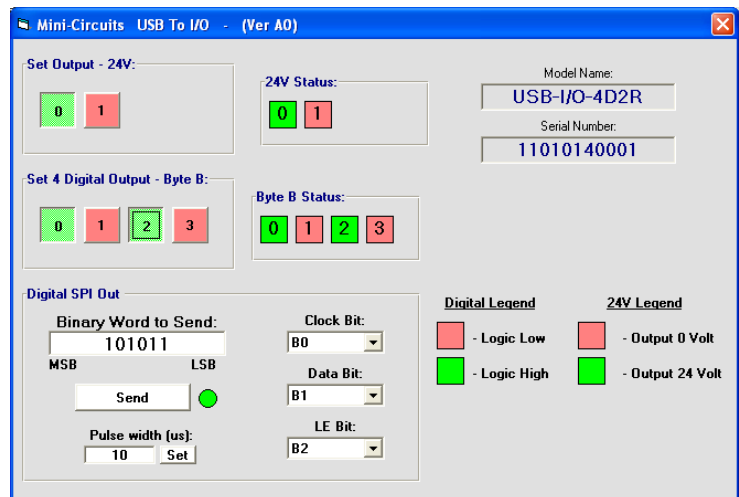 Mini-Circuits USB To I/O - (Ver A0)
Set Output - 24V:
0 1
24V Status:
0 1
Model Name:
USB-I/O-4D2R
Serial Number:
11010140001
Set 4 Digital Output - Byte B:
0 1 2 3
Byte B Status:
0 1 2 3
Digital SPI Out
Binary Word to Send:
101011
MSB LSB
Send
Pulse width (us):
10 Set
Clock Bit:
B0
Data Bit:
B1
LE Bit:
B2
Digital Legend
- Logic Low
- Logic High
24V Legend
- Output 0 Volt
- Output 24 Volt